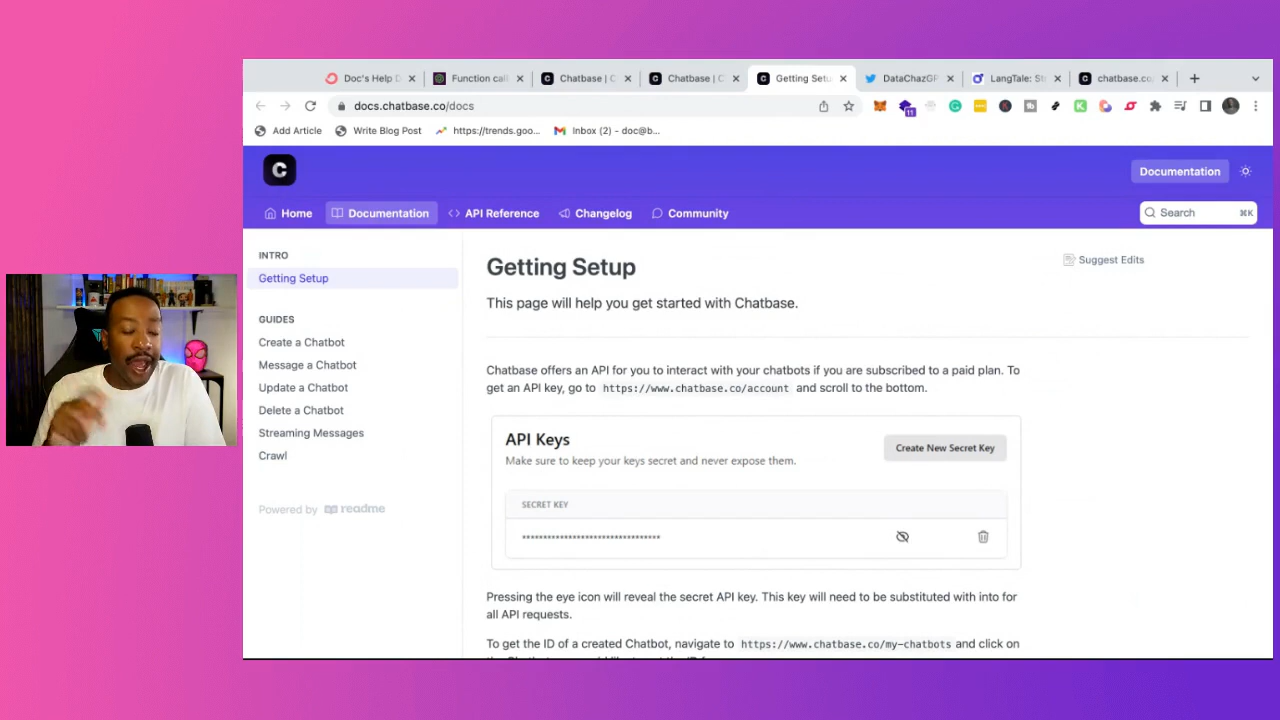 Doc's Help D
Function call
Chatbase | C
Chatbase | C
Getting Setu
DataChazGP
LangTale: St
chatbase.co
docs.chatbase.co/docs
11
Add Article
Write Blog Post
https://trends.goo...
Inbox (2) - doc@b...
C
Documentation
Home
Documentation
API Reference
Changelog
Community
Search
⌘K
INTRO
Getting Setup
GUIDES
Create a Chatbot
Message a Chatbot
Update a Chatbot
Delete a Chatbot
Streaming Messages
Crawl
Powered by readme
Getting Setup
Suggest Edits
This page will help you get started with Chatbase.
Chatbase offers an API for you to interact with your chatbots if you are subscribed to a paid plan. To
get an API key, go to https://www.chatbase.co/account and scroll to the bottom.
API Keys
Make sure to keep your keys secret and never expose them.
Create New Secret Key
SECRET KEY
*********************************
Pressing the eye icon will reveal the secret API key. This key will need to be substituted with into for
all API requests.
To get the ID of a created Chatbot, navigate to https://www.chatbase.co/my-chatbots and click on